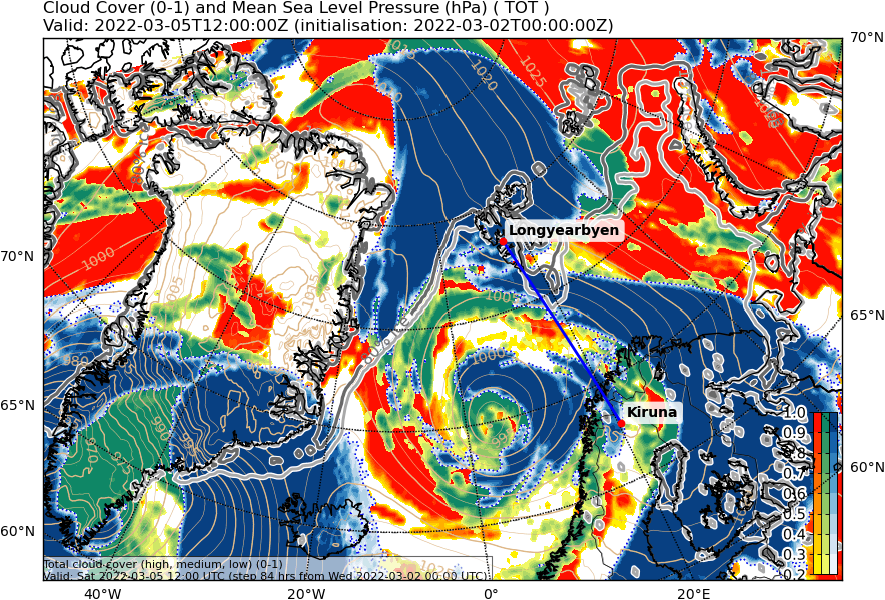 Cloud Cover (0-1) and Mean Sea Level Pressure (hPa) ( TOT )
Valid: 2022-03-05T12:00:00Z (initialisation: 2022-03-02T00:00:00Z)
70°N
1020
1025
1000
70°N
Longyearbyen
65°N
980
1000
65°N
Kiruna
990
970
60°N
60°N
1.0
0.9
0.8
0.7
0.6
0.5
0.4
0.3
0.2
Total cloud cover (high, medium, low) (0-1)
Valid: Sat 2022-03-05 12:00 UTC (step 84 hrs from Wed 2022-03-02 00:00 UTC)
40°W
20°W
0°
20°E